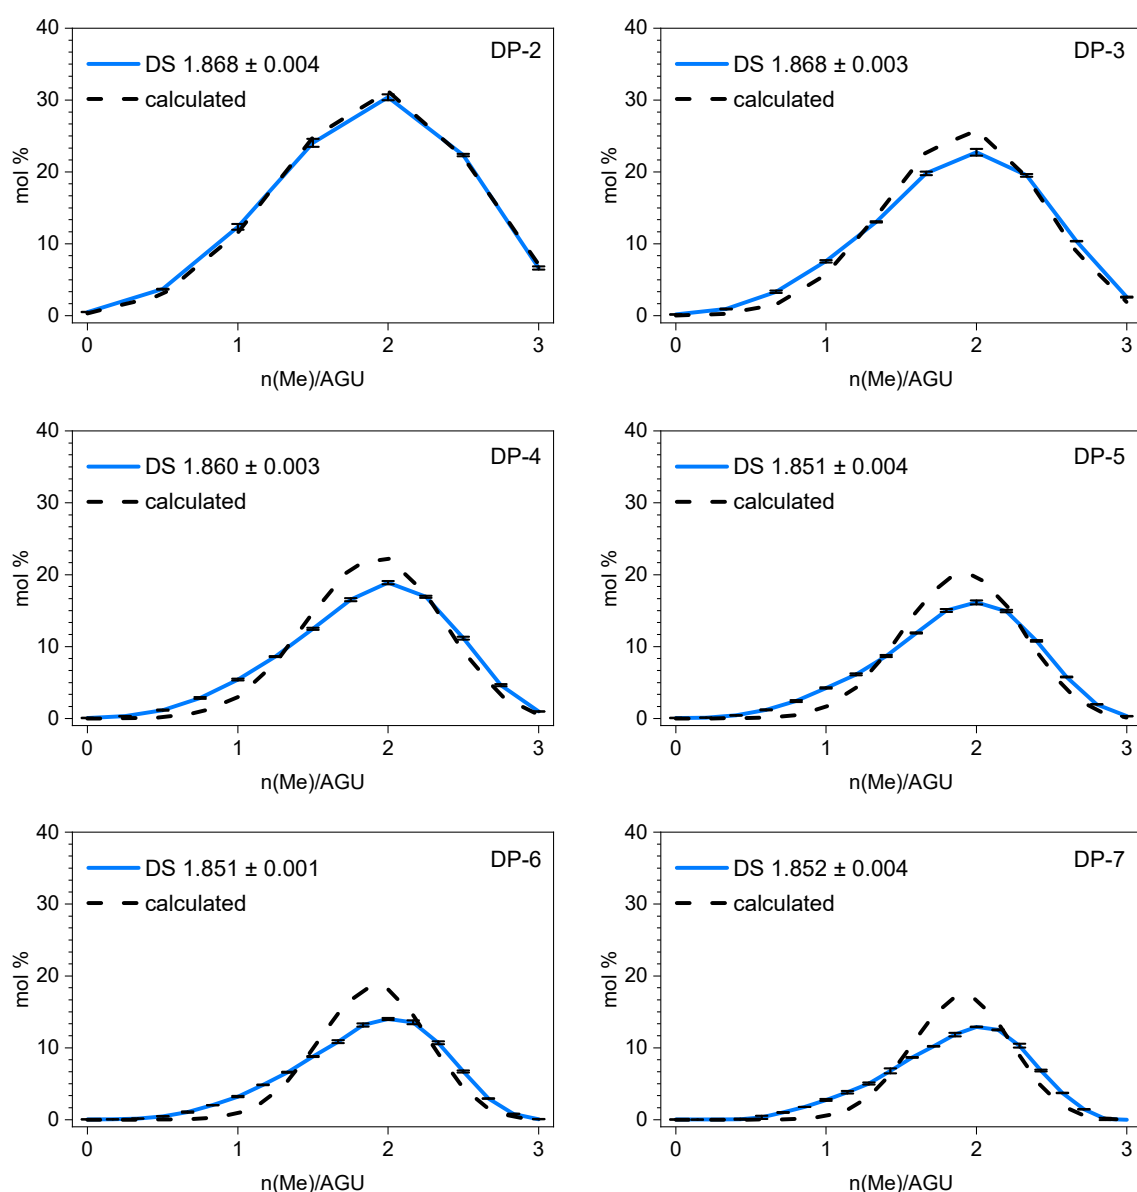 40
30
20
10
0
mol %
DS 1.868 ± 0.004
calculated
DP-2
0 1 2 3
n(Me)/AGU
40
30
20
10
0
mol %
DS 1.868 ± 0.003
calculated
DP-3
0 1 2 3
n(Me)/AGU
40
30
20
10
0
mol %
DS 1.860 ± 0.003
calculated
DP-4
0 1 2 3
n(Me)/AGU
40
30
20
10
0
mol %
DS 1.851 ± 0.004
calculated
DP-5
0 1 2 3
n(Me)/AGU
40
30
20
10
0
mol %
DS 1.851 ± 0.001
calculated
DP-6
0 1 2 3
n(Me)/AGU
40
30
20
10
0
mol %
DS 1.852 ± 0.004
calculated
DP-7
0 1 2 3
n(Me)/AGU